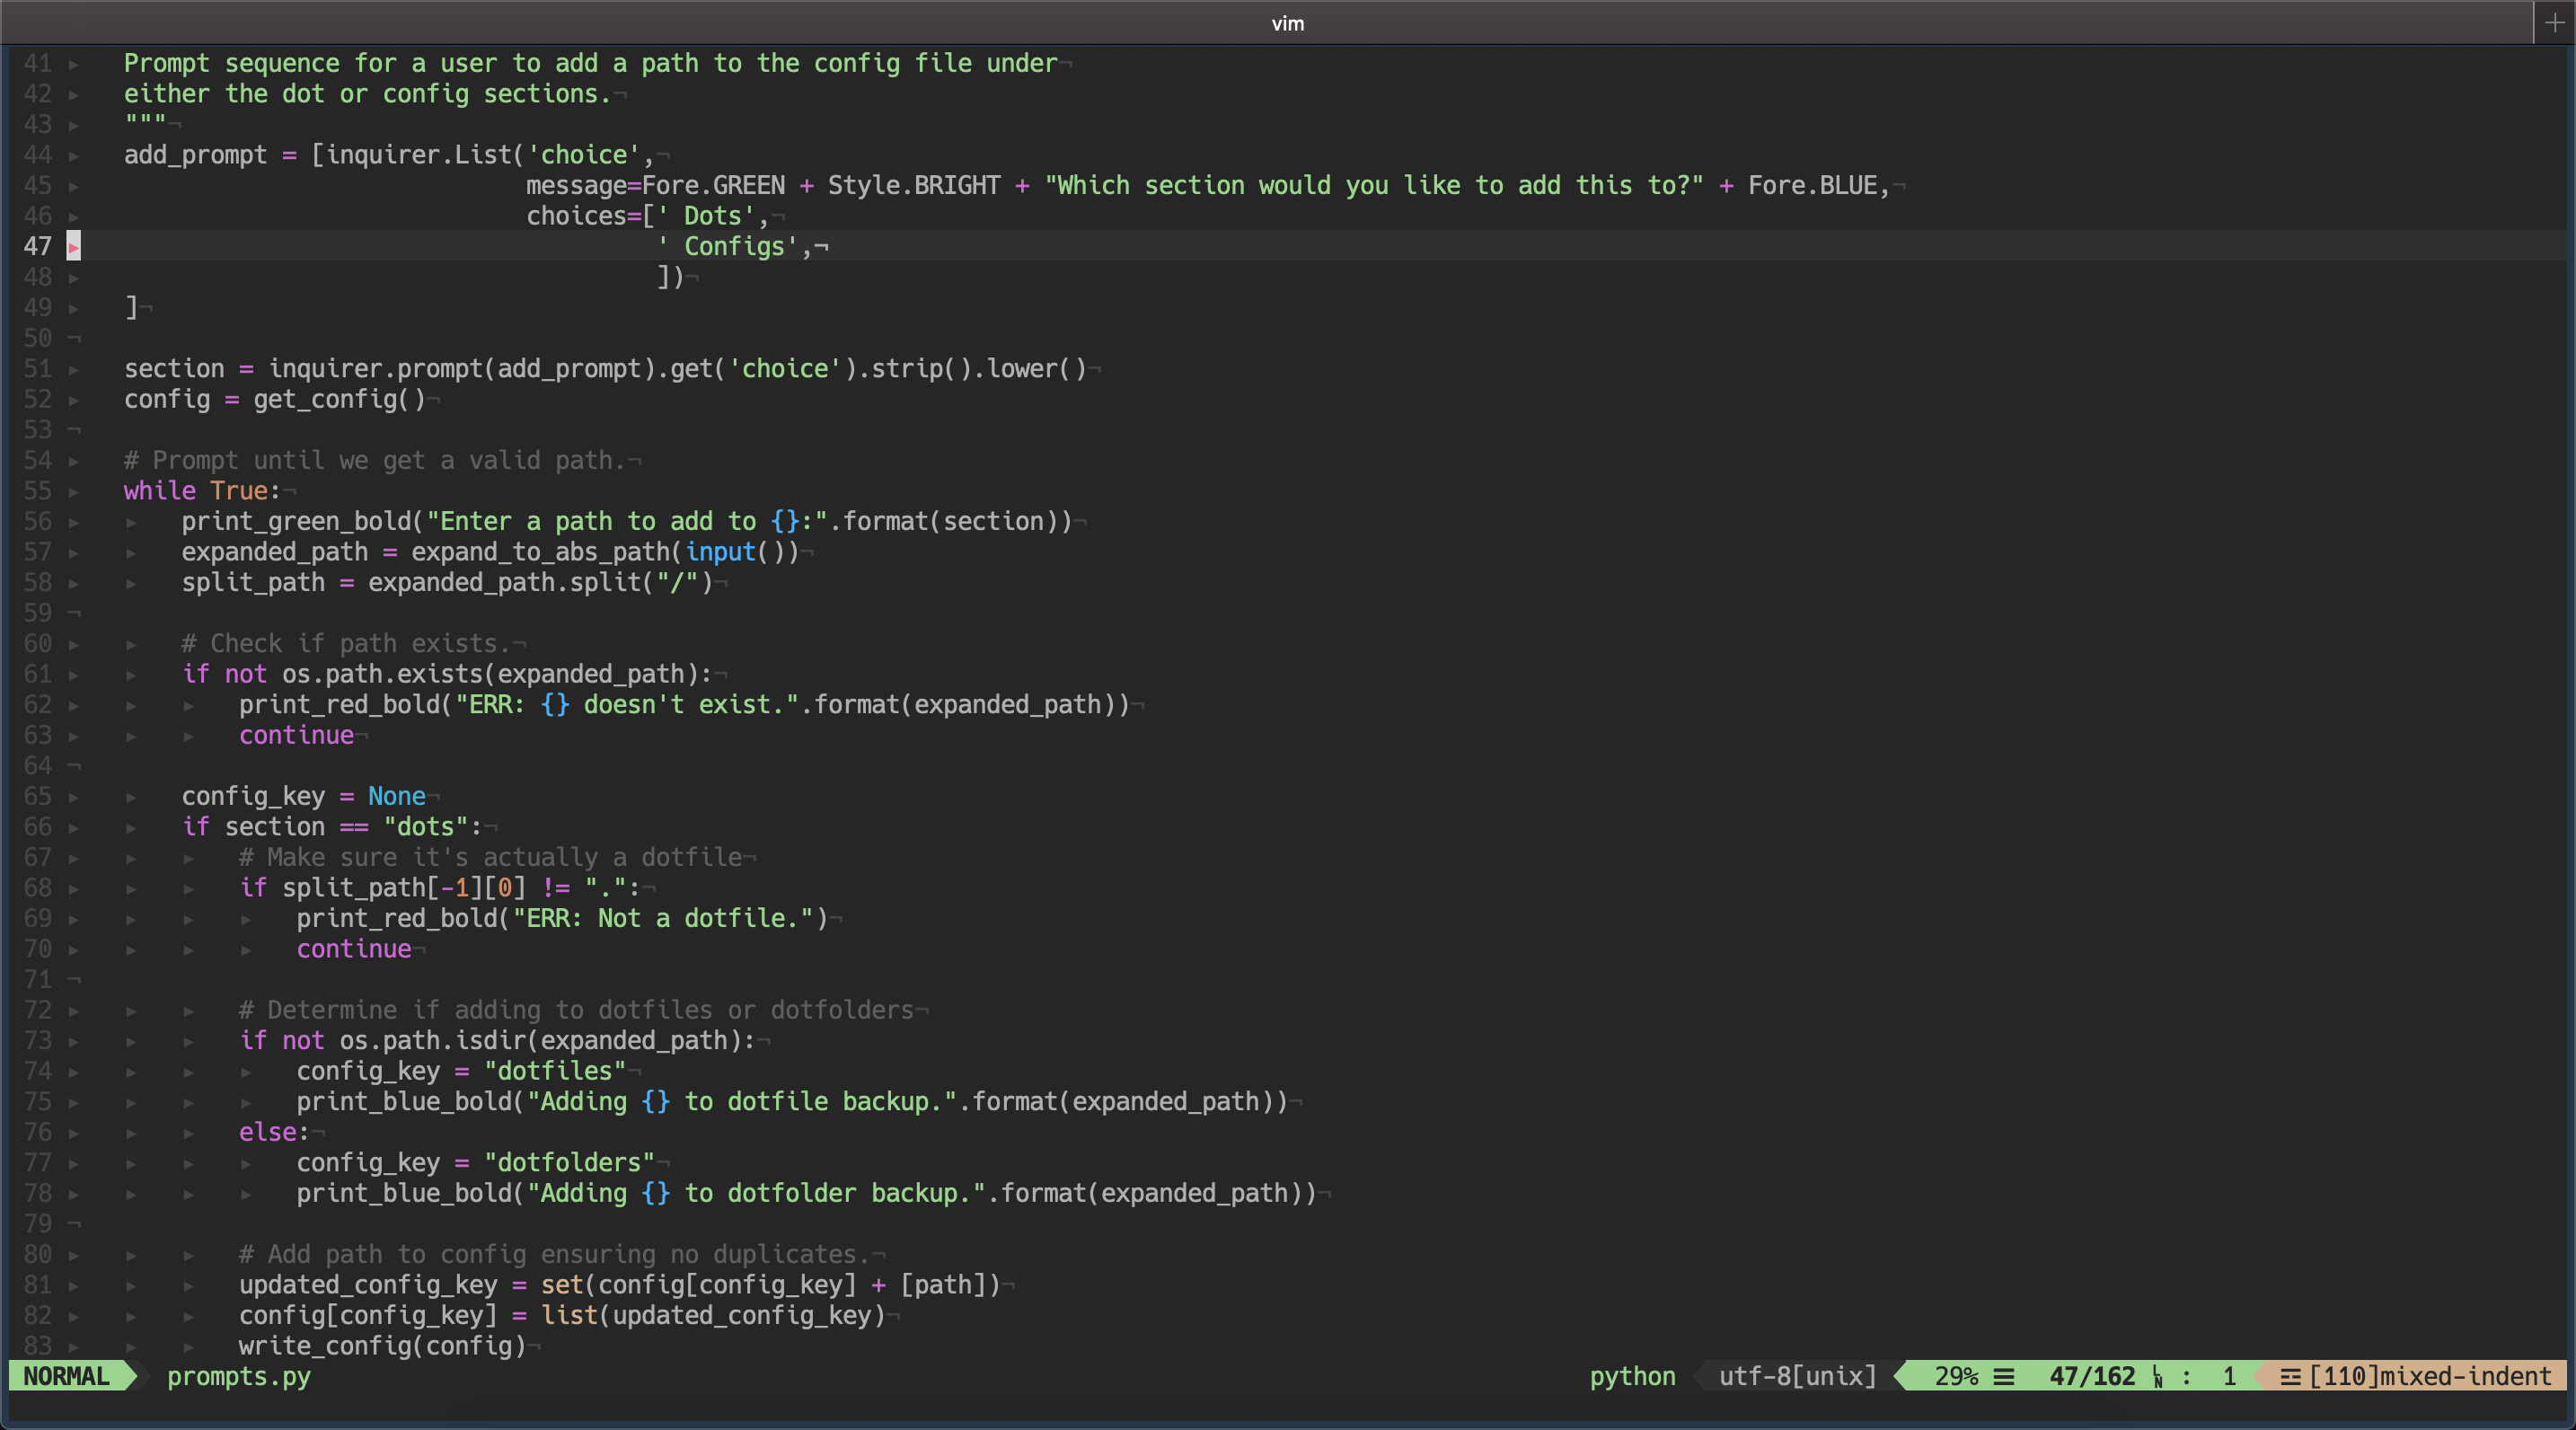 vim
41 ▸   Prompt sequence for a user to add a path to the config file under¬
42 ▸   either the dot or config sections.¬
43 ▸   """¬
44 ▸   add_prompt = [inquirer.List('choice',¬
45 ▸                               message=Fore.GREEN + Style.BRIGHT + "Which section would you like to add this to?" + Fore.BLUE,¬
46 ▸                               choices=[' Dots',¬
47 ▸                                        ' Configs',¬
48 ▸                                        ])¬
49 ▸   ]¬
50 ¬
51 ▸   section = inquirer.prompt(add_prompt).get('choice').strip().lower()¬
52 ▸   config = get_config()¬
53 ¬
54 ▸   # Prompt until we get a valid path.¬
55 ▸   while True:¬
56 ▸   ▸   print_green_bold("Enter a path to add to {}:".format(section))¬
57 ▸   ▸   expanded_path = expand_to_abs_path(input())¬
58 ▸   ▸   split_path = expanded_path.split("/")¬
59 ¬
60 ▸   ▸   # Check if path exists.¬
61 ▸   ▸   if not os.path.exists(expanded_path):¬
62 ▸   ▸   ▸   print_red_bold("ERR: {} doesn't exist.".format(expanded_path))¬
63 ▸   ▸   ▸   continue¬
64 ¬
65 ▸   ▸   config_key = None¬
66 ▸   ▸   if section == "dots":¬
67 ▸   ▸   ▸   # Make sure it's actually a dotfile¬
68 ▸   ▸   ▸   if split_path[-1][0] != ".":¬
69 ▸   ▸   ▸   ▸   print_red_bold("ERR: Not a dotfile.")¬
70 ▸   ▸   ▸   ▸   continue¬
71 ¬
72 ▸   ▸   ▸   # Determine if adding to dotfiles or dotfolders¬
73 ▸   ▸   ▸   if not os.path.isdir(expanded_path):¬
74 ▸   ▸   ▸   ▸   config_key = "dotfiles"¬
75 ▸   ▸   ▸   ▸   print_blue_bold("Adding {} to dotfile backup.".format(expanded_path))¬
76 ▸   ▸   ▸   else:¬
77 ▸   ▸   ▸   ▸   config_key = "dotfolders"¬
78 ▸   ▸   ▸   ▸   print_blue_bold("Adding {} to dotfolder backup.".format(expanded_path))¬
79 ¬
80 ▸   ▸   ▸   # Add path to config ensuring no duplicates.¬
81 ▸   ▸   ▸   updated_config_key = set(config[config_key] + [path])¬
82 ▸   ▸   ▸   config[config_key] = list(updated_config_key)¬
83 ▸   ▸   ▸   write_config(config)¬
NORMAL prompts.py python utf-8[unix] 29% ☰ 47/162 ␤ : 1 ☲ [110]mixed-indent